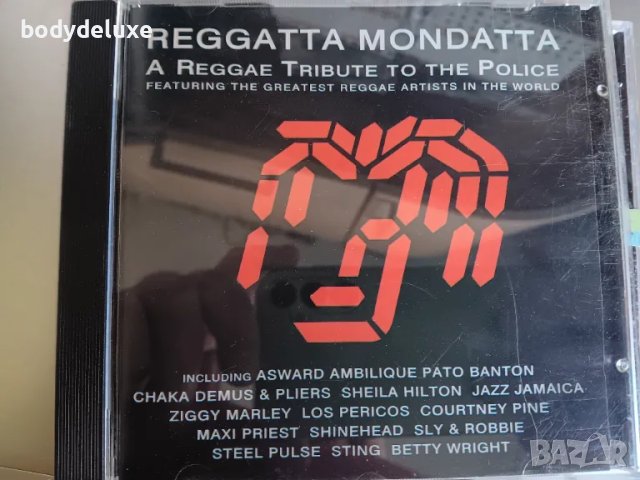 bodydeluxe
REGGATTA MONDATTA
A REGGAE TRIBUTE TO THE POLICE
FEATURING THE GREATEST REGGAE ARTISTS IN THE WORLD
INCLUDING ASWARD AMBILIQUE PATO BANTON
CHAKA DEMUS & PLIERS SHEILA HILTON JAZZ JAMAICA
ZIGGY MARLEY LOS PERICOS COURTNEY PINE
MAXI PRIEST SHINEHEAD SLY & ROBBIE
STEEL PULSE STING BETTY WRIGHT
BAZAR